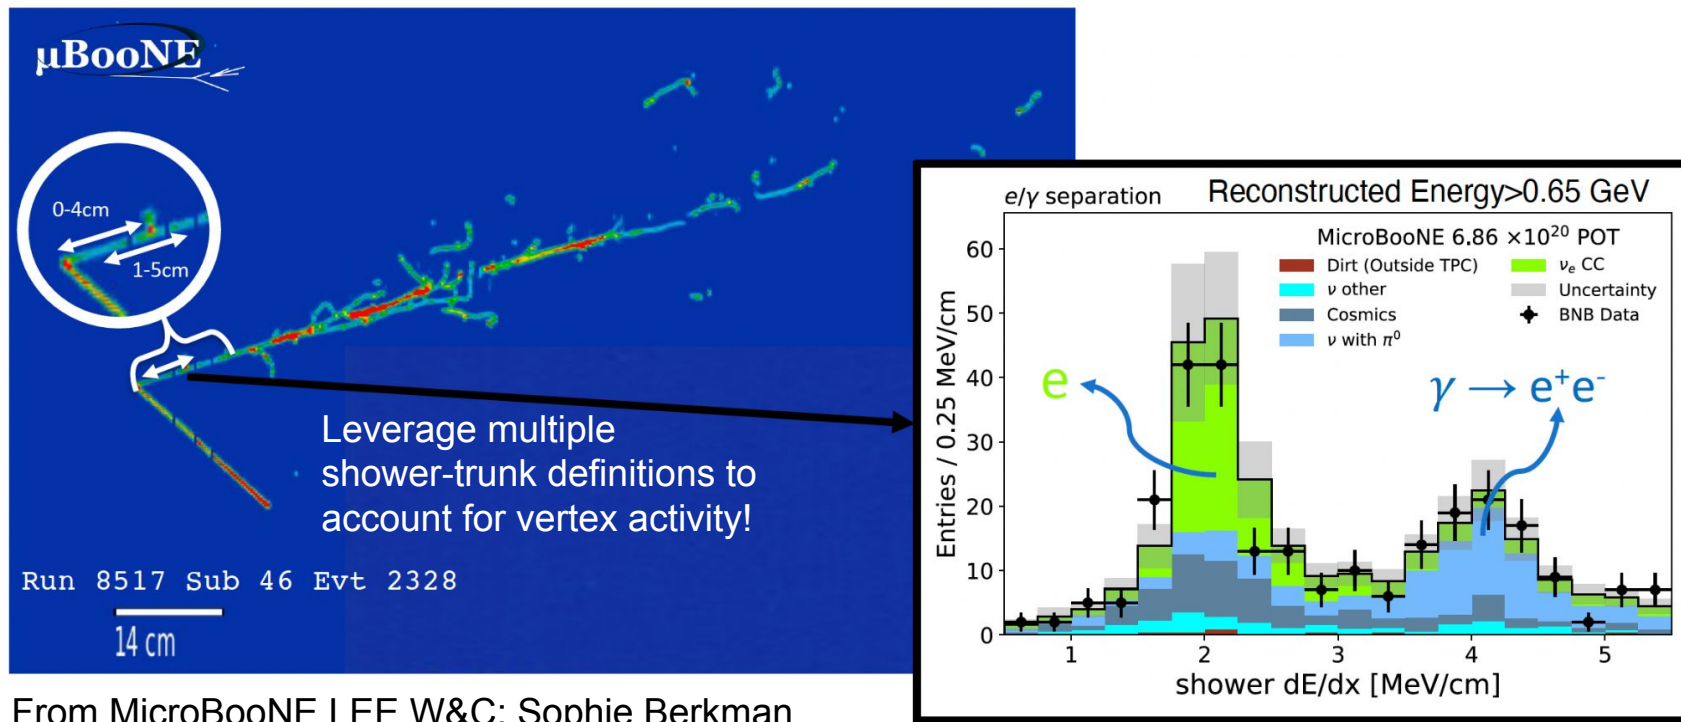 μBooNE
0-4cm
1-5cm
Leverage multiple
shower-trunk definitions to
account for vertex activity!
Run 8517 Sub 46 Evt 2328
14 cm
e/γ separation
Reconstructed Energy>0.65 GeV
MicroBooNE 6.86 ×10²⁰ POT
Dirt (Outside TPC)
ν other
Cosmics
ν with π⁰
νₑ CC
Uncertainty
BNB Data
e
γ → e⁺e⁻
Entries / 0.25 MeV/cm
60
50
40
30
20
10
0
1 2 3 4 5
shower dE/dx [MeV/cm]
From MicroBooNE LEE W&C: Sophie Berkman